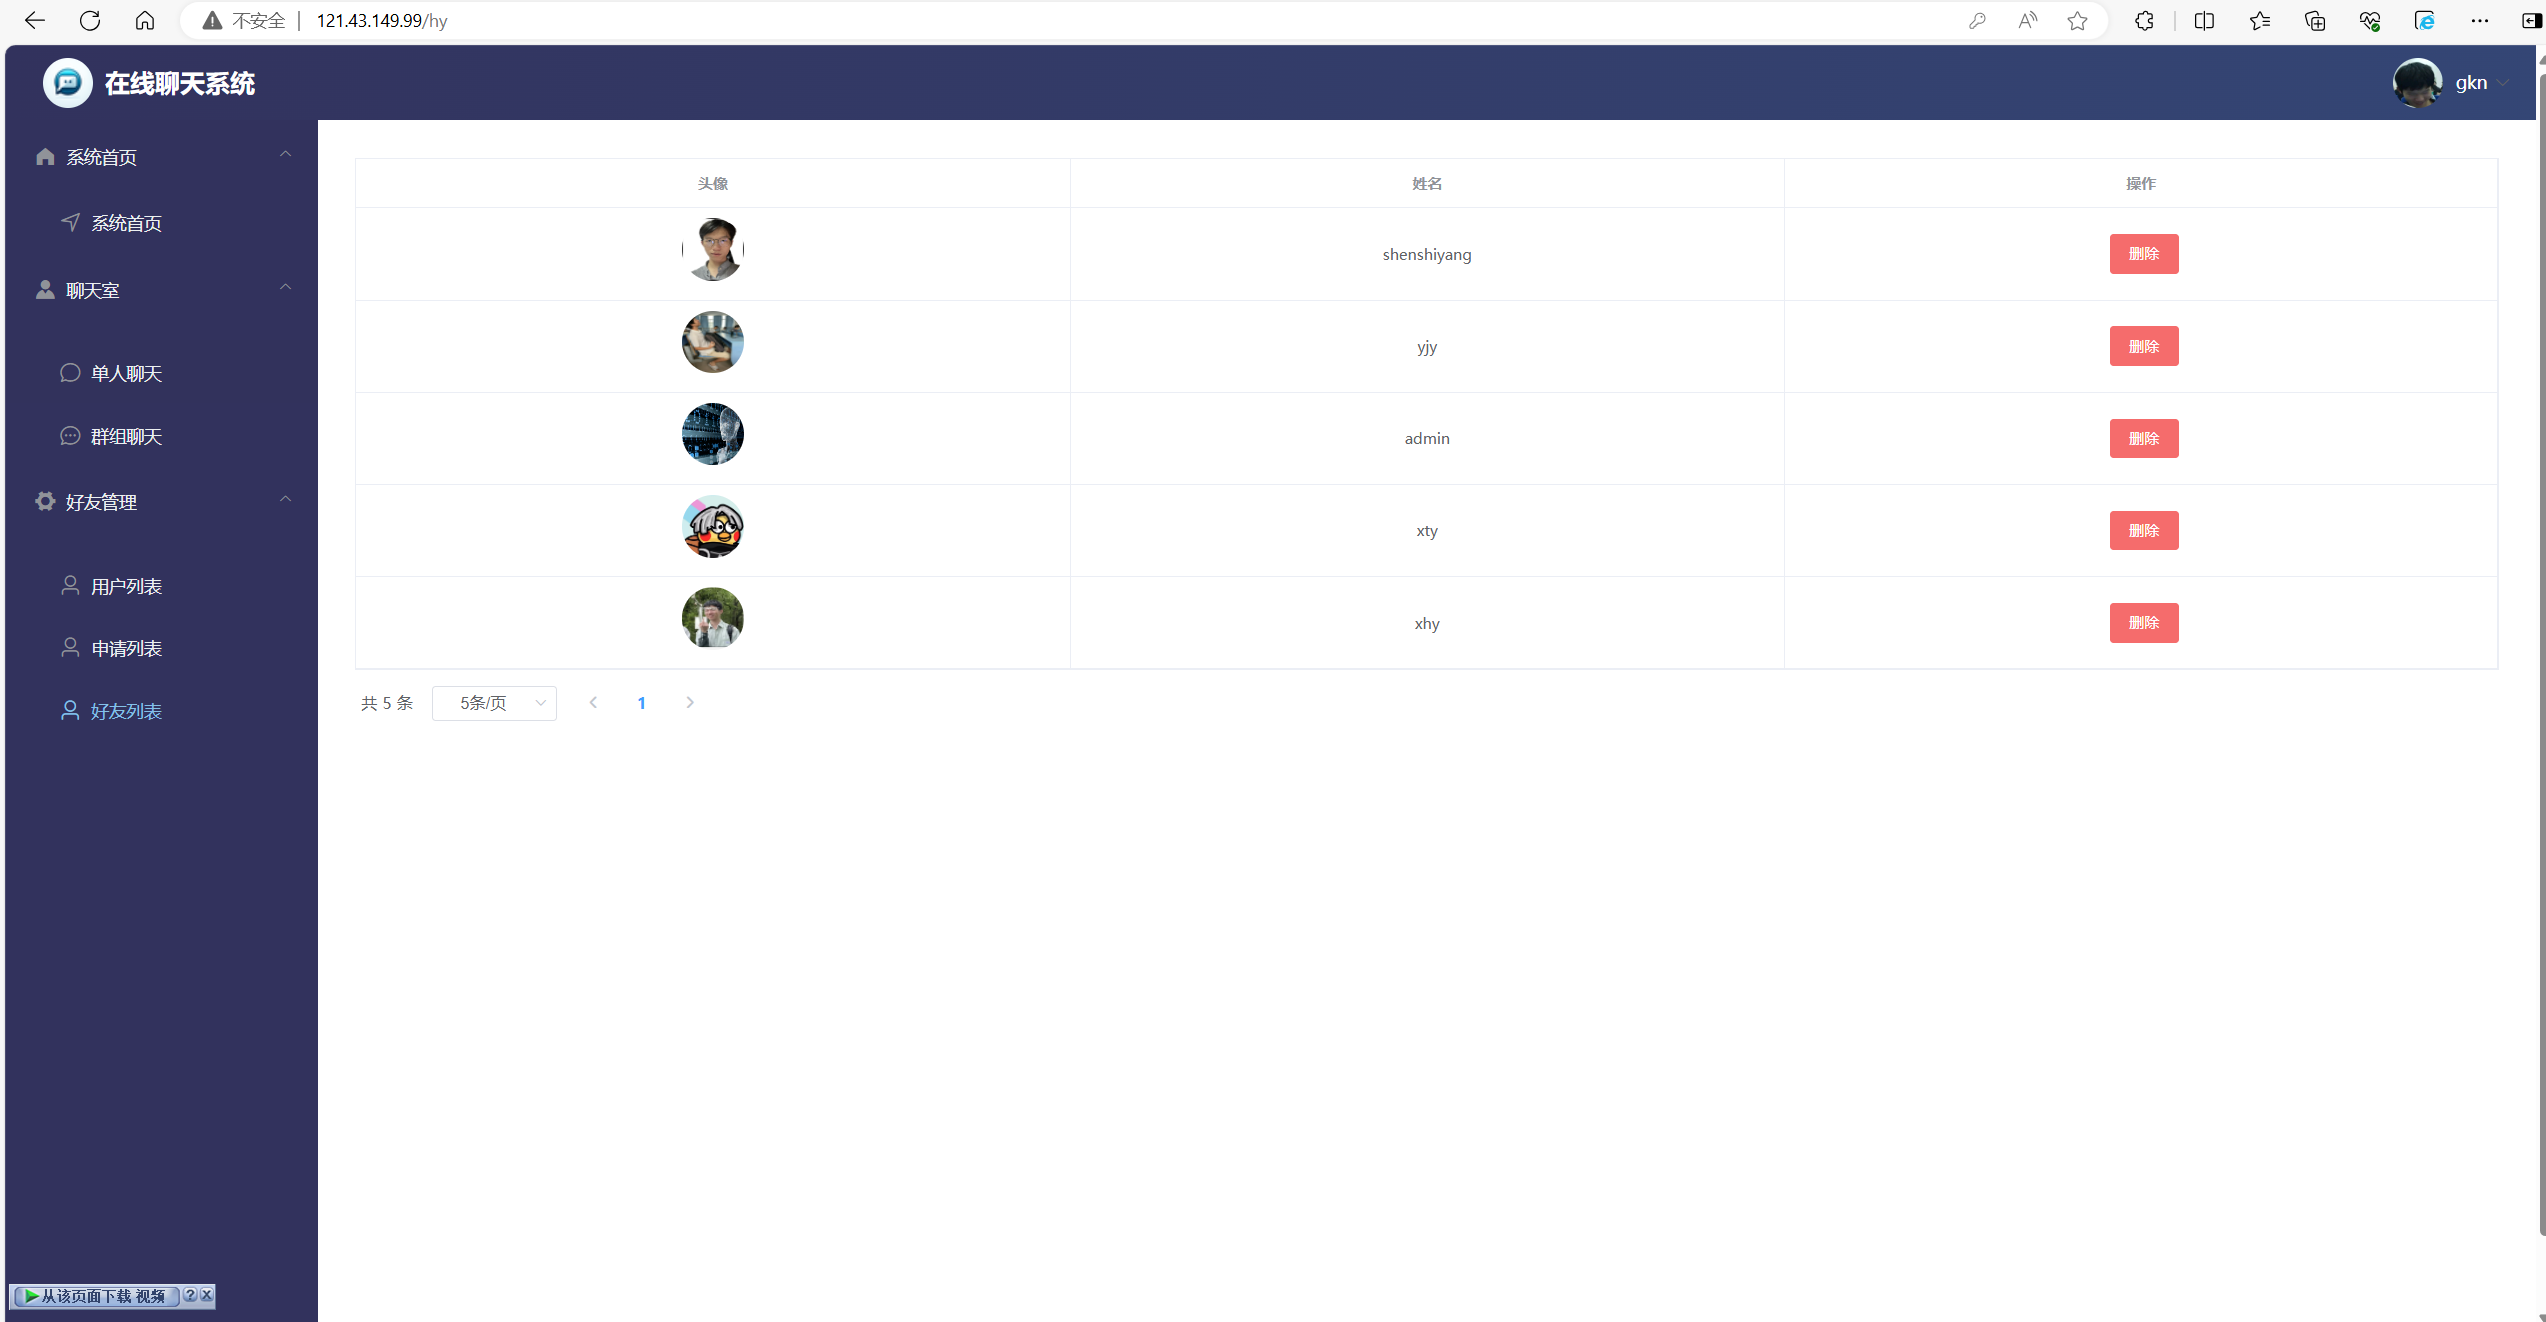 不安全 | 121.43.149.99/hy
在线聊天系统
gkn
系统首页
系统首页
聊天室
单人聊天
群组聊天
好友管理
用户列表
申请列表
好友列表
头像 姓名 操作
shenshiyang 删除
yjy 删除
admin 删除
xty 删除
xhy 删除
共 5 条 5条/页 1
从该页面下载 视频 ? x